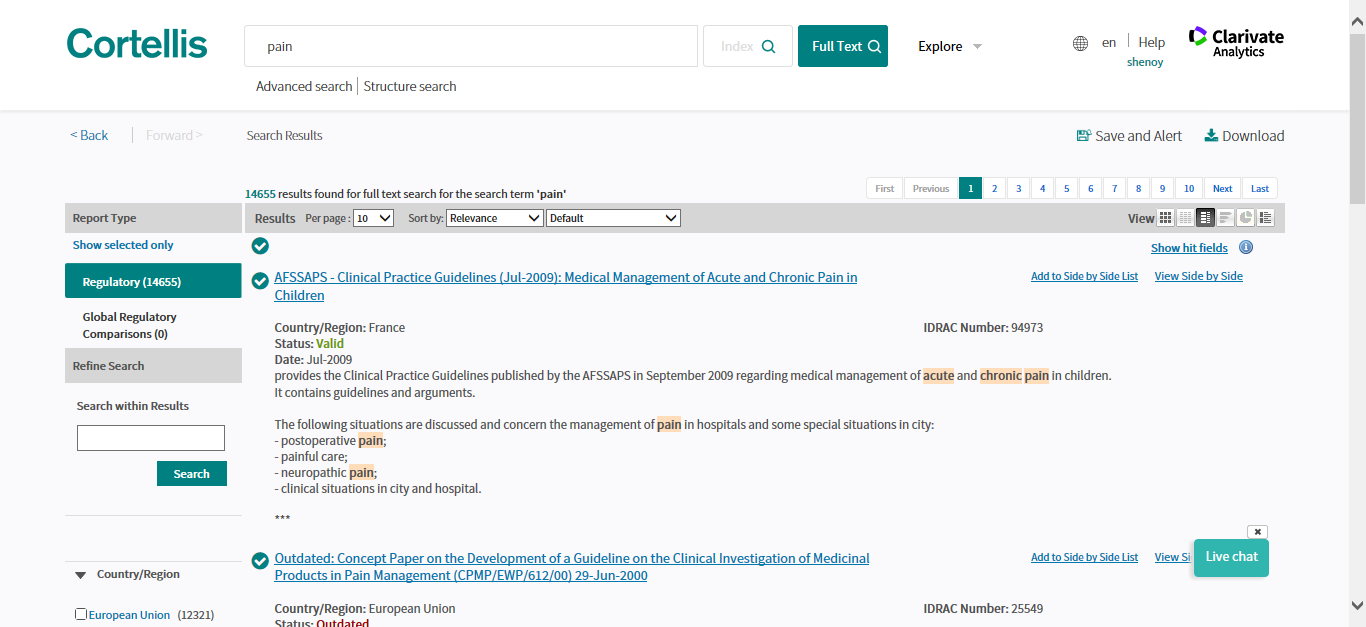 Cortellis
pain
Index
Full Text
Explore
en
Help
shenoy
Clarivate
Analytics
Advanced search
Structure search
< Back
Forward >
Search Results
Save and Alert
Download
14655 results found for full text search for the search term 'pain'
First Previous 1 2 3 4 5 6 7 8 9 10 Next Last
Report Type
Results Per page : 10 Sort by: Relevance Default
View
Show selected only
Show hit fields
Regulatory (14655)
AFSSAPS - Clinical Practice Guidelines (Jul-2009): Medical Management of Acute and Chronic Pain in
Children
Add to Side by Side List View Side by Side
Global Regulatory
Comparisons (0)
Country/Region: France
IDRAC Number: 94973
Status: Valid
Date: Jul-2009
Refine Search
provides the Clinical Practice Guidelines published by the AFSSAPS in September 2009 regarding medical management of acute and chronic pain in children.
It contains guidelines and arguments.
Search within Results
The following situations are discussed and concern the management of pain in hospitals and some special situations in city:
- postoperative pain;
- painful care;
- neuropathic pain;
- clinical situations in city and hospital.
Search
***
Outdated: Concept Paper on the Development of a Guideline on the Clinical Investigation of Medicinal
Products in Pain Management (CPMP/EWP/612/00) 29-Jun-2000
Add to Side by Side List View Si
Live chat
Country/Region
Country/Region: European Union
IDRAC Number: 25549
European Union (12321)
Status: Outdated